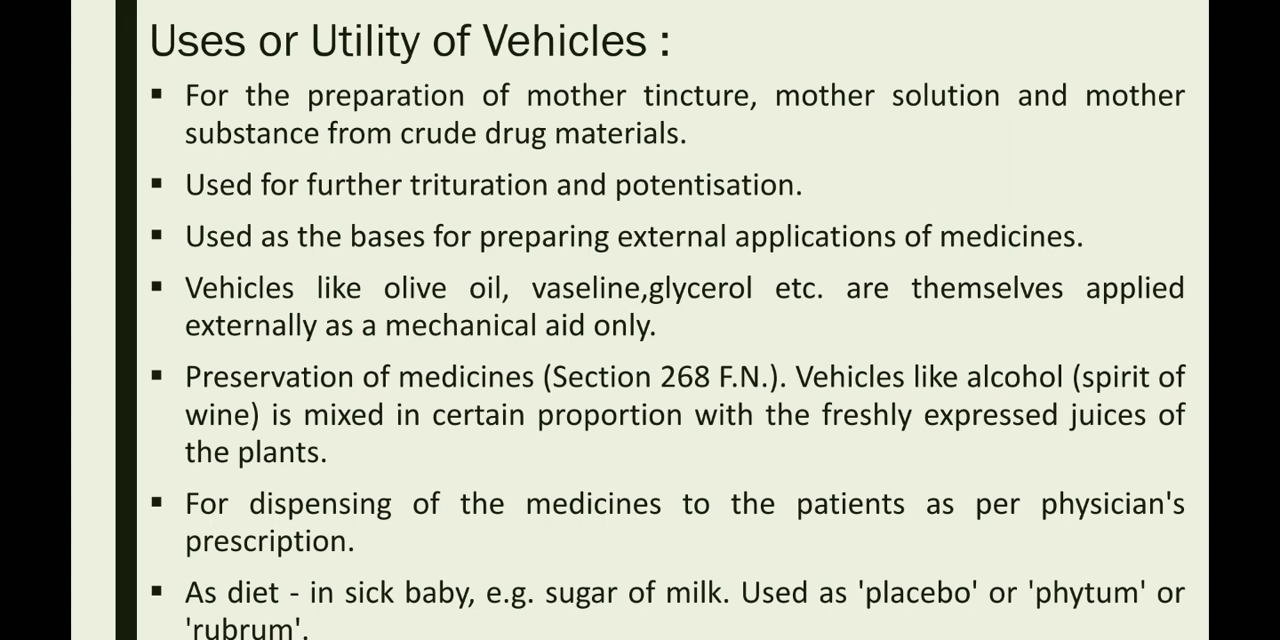 Uses or Utility of Vehicles :
▪ For the preparation of mother tincture, mother solution and mother
substance from crude drug materials.
▪ Used for further trituration and potentisation.
▪ Used as the bases for preparing external applications of medicines.
▪ Vehicles like olive oil, vaseline,glycerol etc. are themselves applied
externally as a mechanical aid only.
▪ Preservation of medicines (Section 268 F.N.). Vehicles like alcohol (spirit of
wine) is mixed in certain proportion with the freshly expressed juices of
the plants.
▪ For dispensing of the medicines to the patients as per physician's
prescription.
▪ As diet - in sick baby, e.g. sugar of milk. Used as 'placebo' or 'phytum' or
'rubrum'.